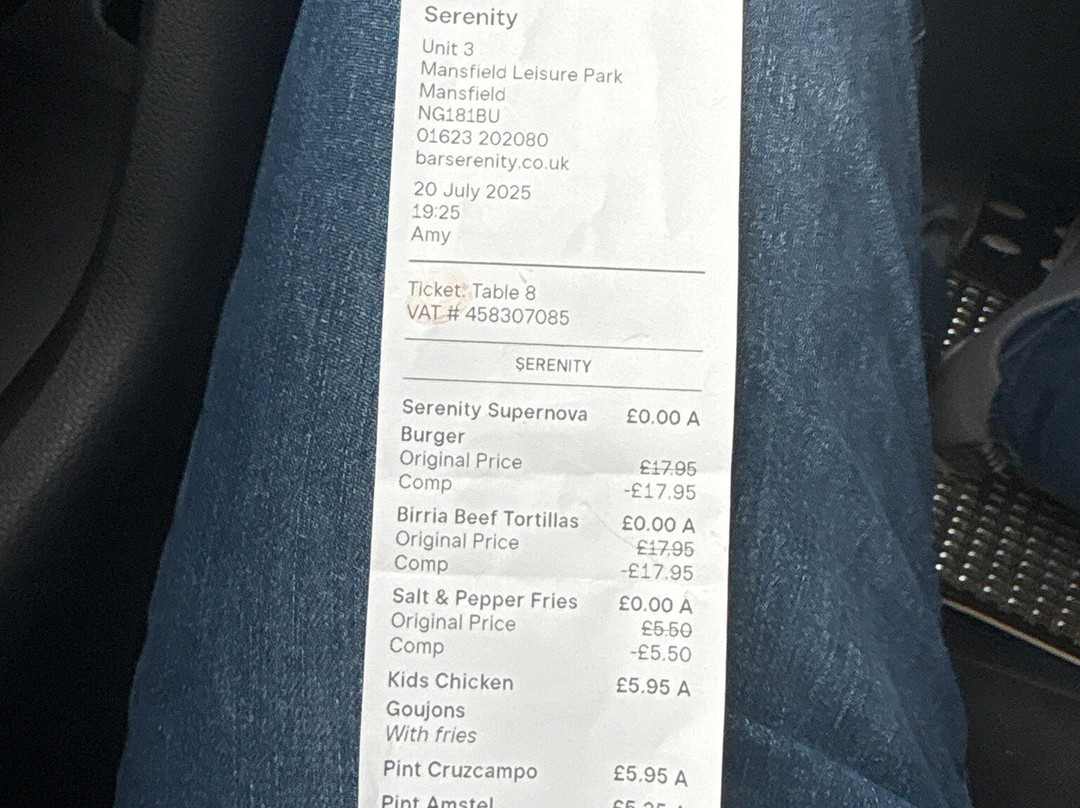 Serenity
Unit 3
Mansfield Leisure Park
Mansfield
NG181BU
01623 202080
barserenity.co.uk
20 July 2025
19:25
Amy
Ticket: Table 8
VAT # 458307085
SERENITY
Serenity Supernova £0.00 A
Burger
Original Price £17.95
Comp -£17.95
Birria Beef Tortillas £0.00 A
Original Price £17.95
Comp -£17.95
Salt & Pepper Fries £0.00 A
Original Price £5.50
Comp -£5.50
Kids Chicken £5.95 A
Goujons
With fries
Pint Cruzcampo £5.95 A
Pint Amstel